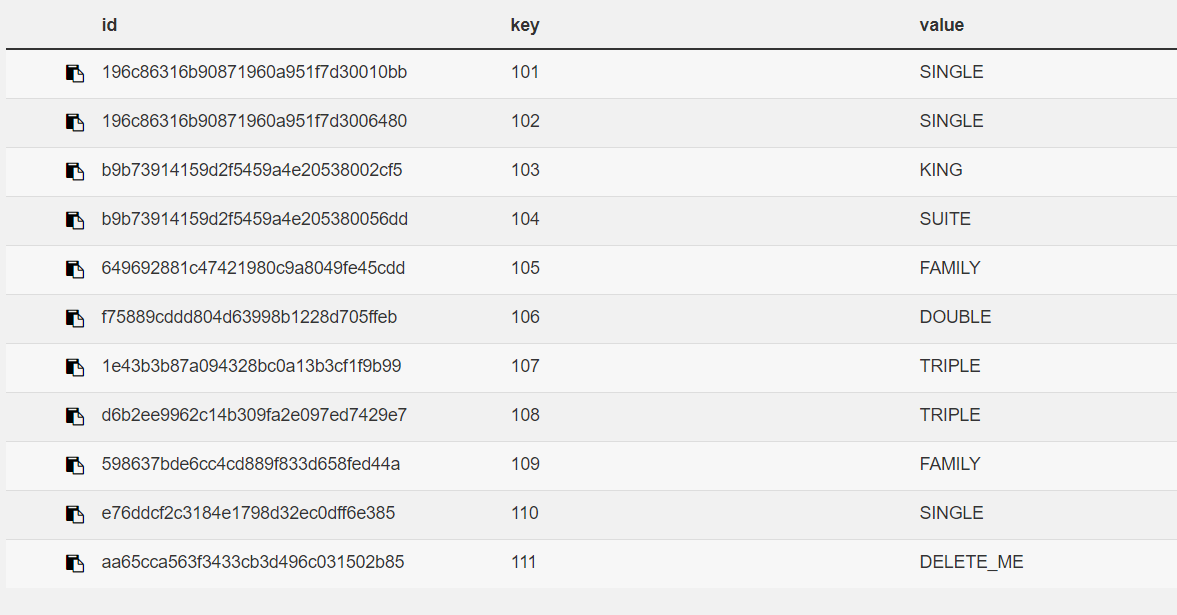 id key value
196c86316b90871960a951f7d30010bb 101 SINGLE
196c86316b90871960a951f7d3006480 102 SINGLE
b9b73914159d2f5459a4e20538002cf5 103 KING
b9b73914159d2f5459a4e205380056dd 104 SUITE
649692881c47421980c9a8049fe45cdd 105 FAMILY
f75889cddd804d63998b1228d705ffeb 106 DOUBLE
1e43b3b87a094328bc0a13b3cf1f9b99 107 TRIPLE
d6b2ee9962c14b309fa2e097ed7429e7 108 TRIPLE
598637bde6cc4cd889f833d658fed44a 109 FAMILY
e76ddcf2c3184e1798d32ec0dff6e385 110 SINGLE
aa65cca563f3433cb3d496c031502b85 111 DELETE_ME